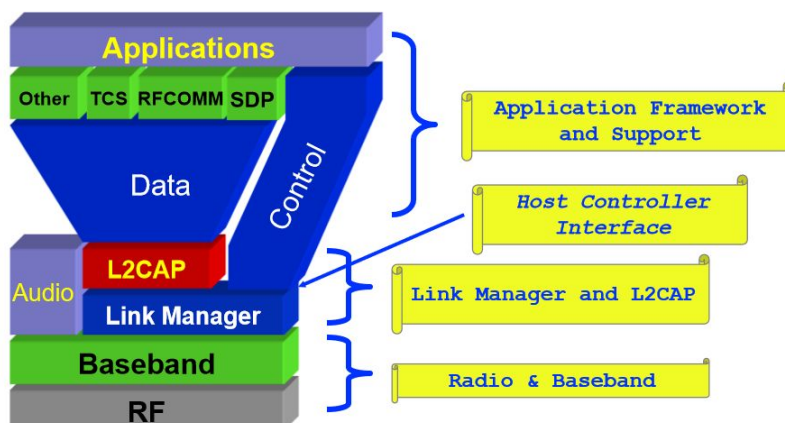 Applications
Other TCS RFCOMM SDP
Data
Control
L2CAP
Audio
Link Manager
Baseband
RF
Application Framework
and Support
Host Controller
Interface
Link Manager and L2CAP
Radio & Baseband